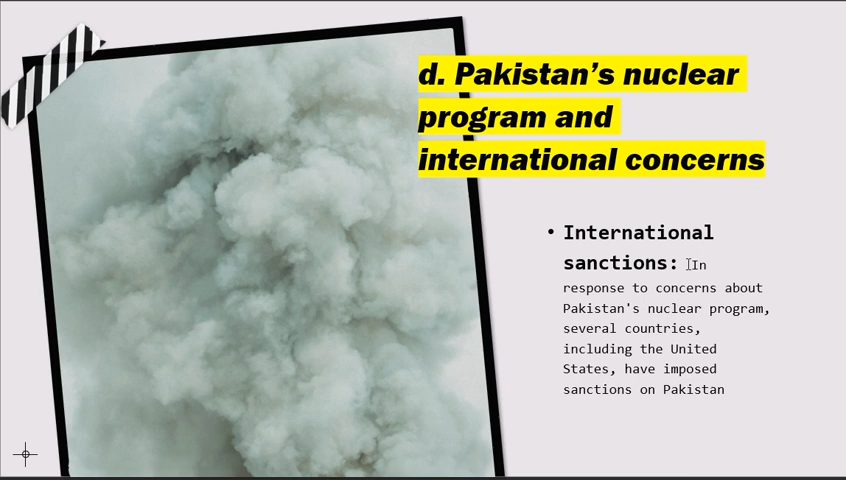 d. Pakistan’s nuclear
program and
international concerns
• International
sanctions: In
response to concerns about
Pakistan's nuclear program,
several countries,
including the United
States, have imposed
sanctions on Pakistan